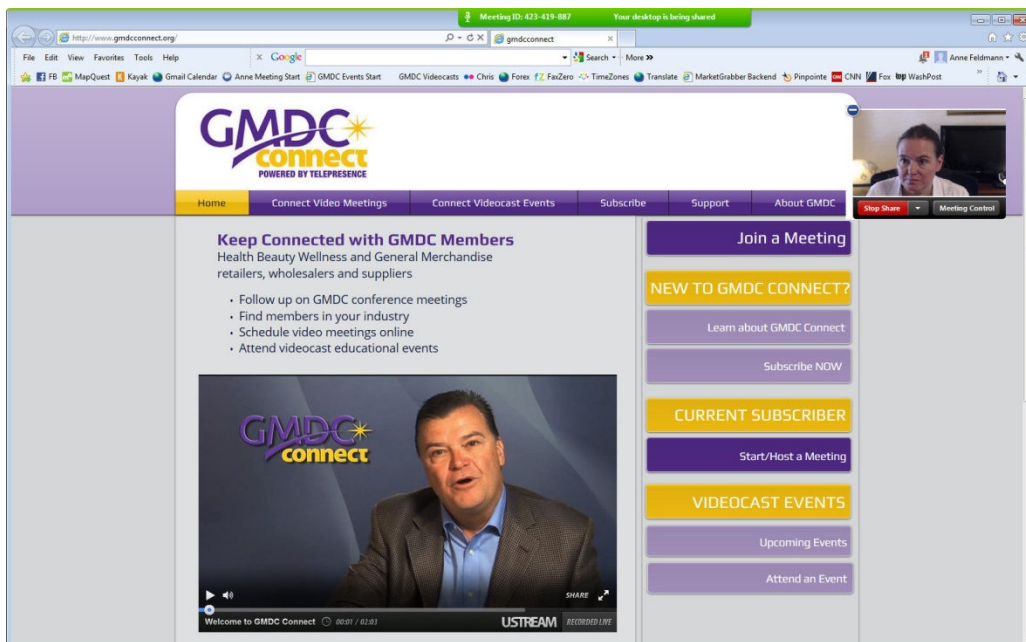 Meeting ID: 423-419-887 Your desktop is being shared
http://www.gmdcconnect.org/
gmdcconnect
File Edit View Favorites Tools Help
x Google Search More »
Anne Feldmann
FB MapQuest Kayak Gmail Calendar Anne Meeting Start GMDC Events Start GMDC Videocasts Chris Forex FaxZero TimeZones Translate MarketGrabber Backend Pinpointe CNN Fox WashPost
GMDC
connect
POWERED BY TELEPRESENCE
Stop Share Meeting Control
Home Connect Video Meetings Connect Videocast Events Subscribe Support About GMDC
Keep Connected with GMDC Members
Health Beauty Wellness and General Merchandise
retailers, wholesalers and suppliers
• Follow up on GMDC conference meetings
• Find members in your industry
• Schedule video meetings online
• Attend videocast educational events
GMDC
connect
SHARE
Welcome to GMDC Connect 00:01 / 02:03 USTREAM RECORDED LIVE
Join a Meeting
NEW TO GMDC CONNECT?
Learn about GMDC Connect
Subscribe NOW
CURRENT SUBSCRIBER
Start/Host a Meeting
VIDEOCAST EVENTS
Upcoming Events
Attend an Event